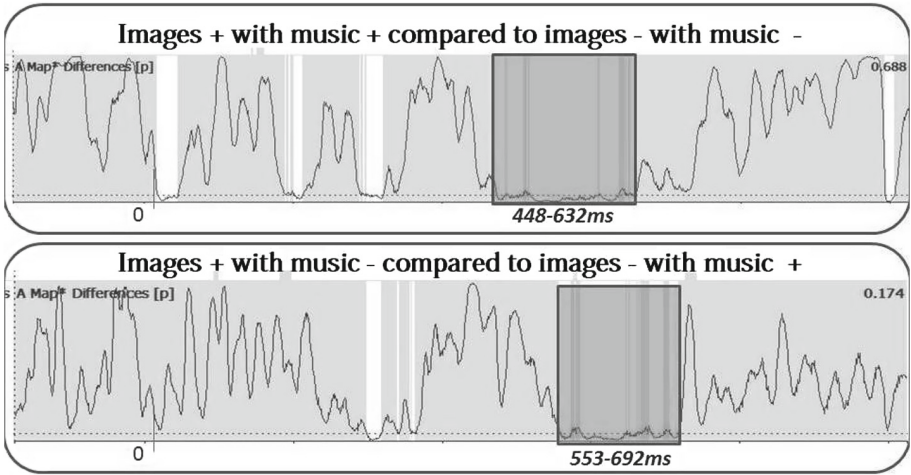 Images + with music + compared to images - with music -
s A Map* Differences [p]
0.688
0
448-632ms
Images + with music - compared to images - with music +
s A Map* Differences [p]
0.174
0
553-692ms